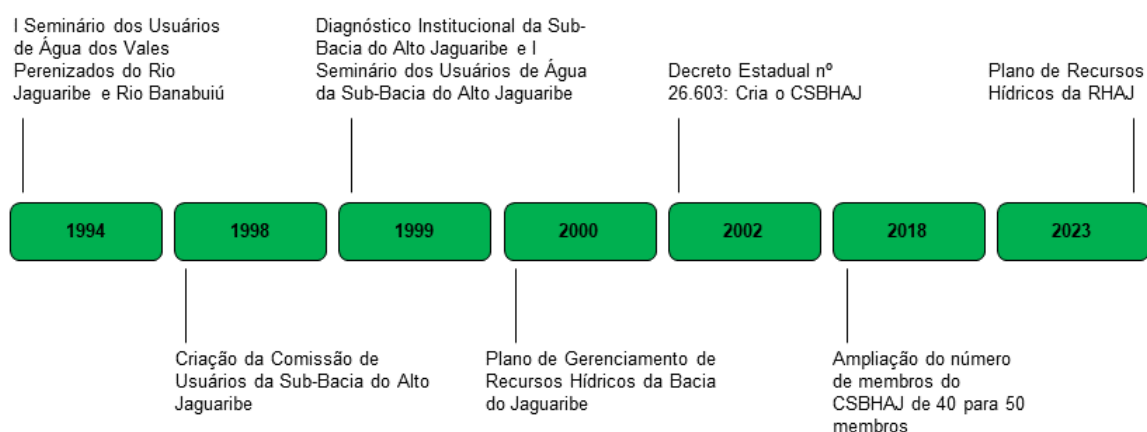 I Seminário dos Usuários
de Água dos Vales
Perenizados do Rio
Jaguaribe e Rio Banabuiú
Diagnóstico Institucional da Sub-
Bacia do Alto Jaguaribe e I
Seminário dos Usuários de Água
da Sub-Bacia do Alto Jaguaribe
Decreto Estadual nº
26.603: Cria o CSBHAJ
Plano de Recursos
Hídricos da RHAJ
1994
1998
1999
2000
2002
2018
2023
Criação da Comissão de
Usuários da Sub-Bacia do Alto
Jaguaribe
Plano de Gerenciamento de
Recursos Hídricos da Bacia
do Jaguaribe
Ampliação do número
de membros do
CSBHAJ de 40 para 50
membros